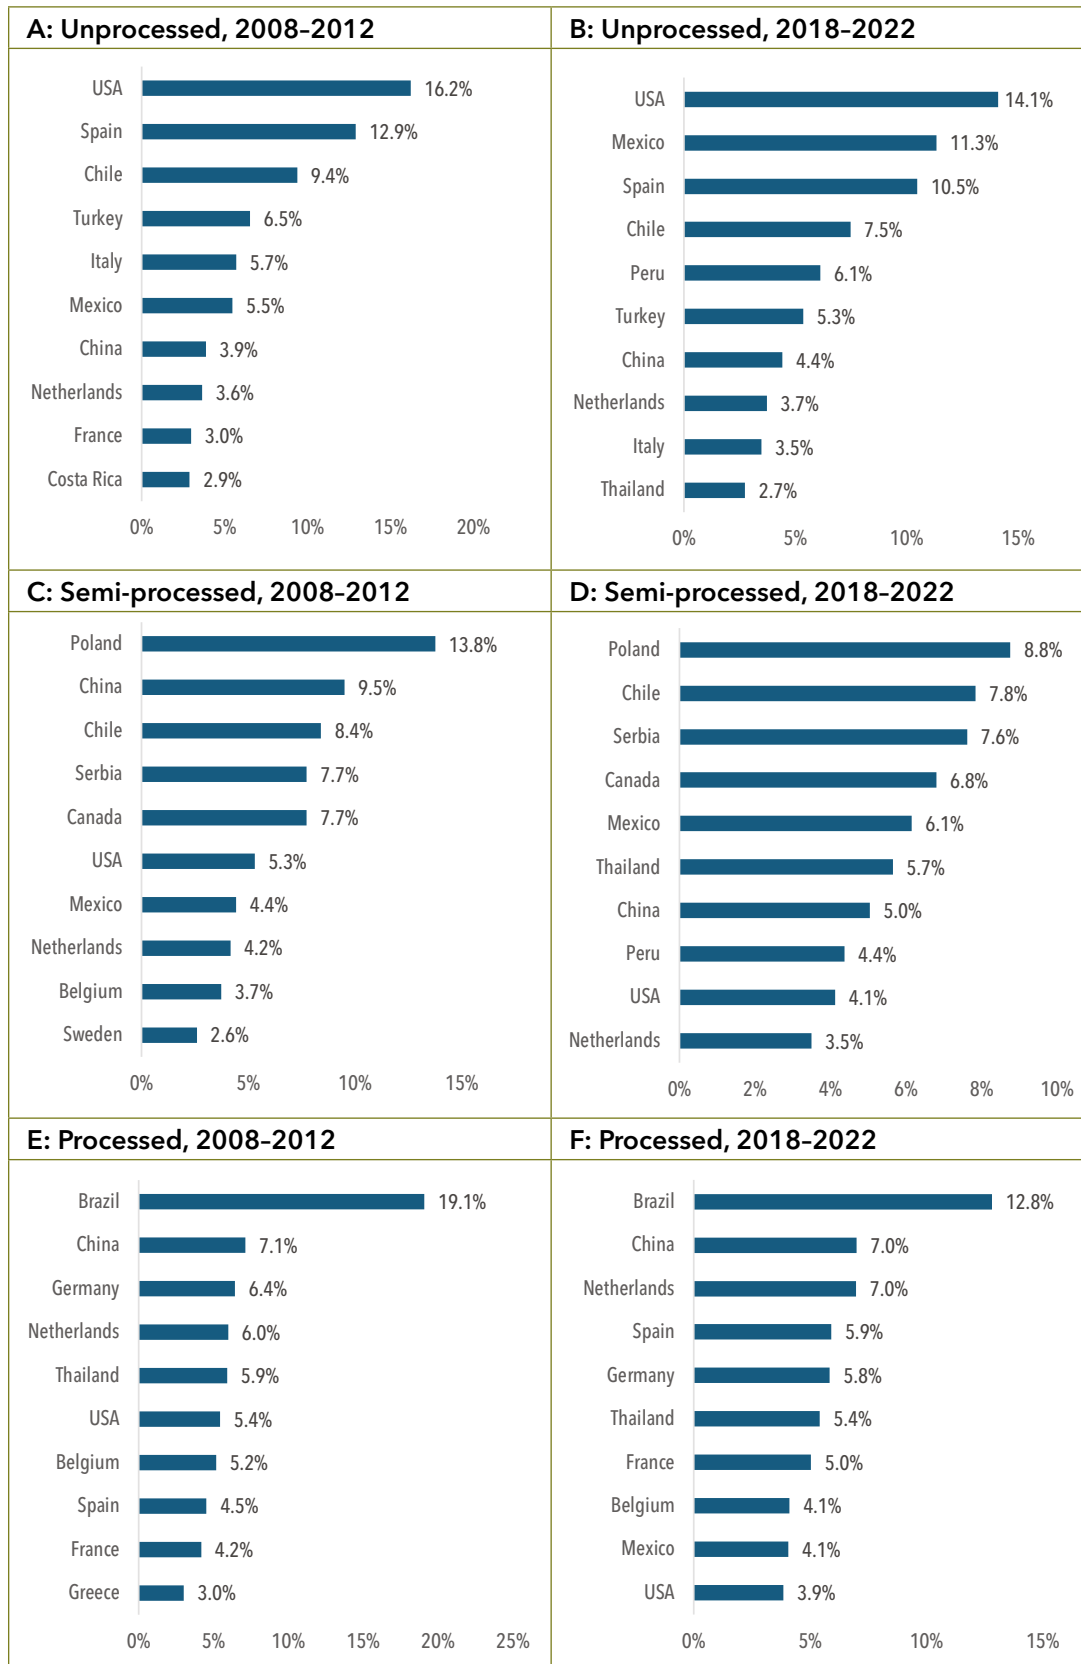 A: Unprocessed, 2008–2012
USA 16.2%
Spain 12.9%
Chile 9.4%
Turkey 6.5%
Italy 5.7%
Mexico 5.5%
China 3.9%
Netherlands 3.6%
France 3.0%
Costa Rica 2.9%
0% 5% 10% 15% 20%
B: Unprocessed, 2018–2022
USA 14.1%
Mexico 11.3%
Spain 10.5%
Chile 7.5%
Peru 6.1%
Turkey 5.3%
China 4.4%
Netherlands 3.7%
Italy 3.5%
Thailand 2.7%
0% 5% 10% 15%
C: Semi-processed, 2008–2012
Poland 13.8%
China 9.5%
Chile 8.4%
Serbia 7.7%
Canada 7.7%
USA 5.3%
Mexico 4.4%
Netherlands 4.2%
Belgium 3.7%
Sweden 2.6%
0% 5% 10% 15%
D: Semi-processed, 2018–2022
Poland 8.8%
Chile 7.8%
Serbia 7.6%
Canada 6.8%
Mexico 6.1%
Thailand 5.7%
China 5.0%
Peru 4.4%
USA 4.1%
Netherlands 3.5%
0% 2% 4% 6% 8% 10%
E: Processed, 2008–2012
Brazil 19.1%
China 7.1%
Germany 6.4%
Netherlands 6.0%
Thailand 5.9%
USA 5.4%
Belgium 5.2%
Spain 4.5%
France 4.2%
Greece 3.0%
0% 5% 10% 15% 20% 25%
F: Processed, 2018–2022
Brazil 12.8%
China 7.0%
Netherlands 7.0%
Spain 5.9%
Germany 5.8%
Thailand 5.4%
France 5.0%
Belgium 4.1%
Mexico 4.1%
USA 3.9%
0% 5% 10% 15%